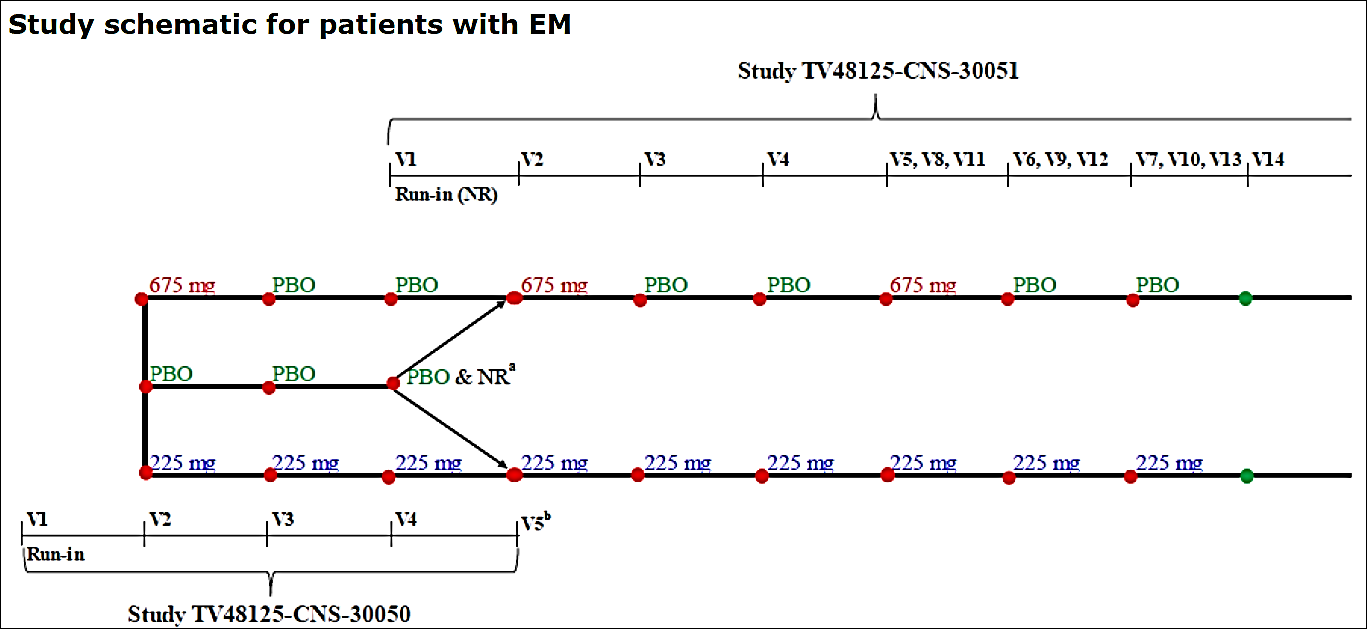 Study schematic for patients with EM
Study TV48125-CNS-30051
V1 V2 V3 V4 V5, V8, V11 V6, V9, V12 V7, V10, V13 V14
Run-in (NR)
675 mg PBO PBO 675 mg PBO PBO 675 mg PBO PBO
PBO PBO PBO & NRᵃ
225 mg 225 mg 225 mg 225 mg 225 mg 225 mg 225 mg 225 mg 225 mg
V1 V2 V3 V4 V5ᵇ
Run-in
Study TV48125-CNS-30050